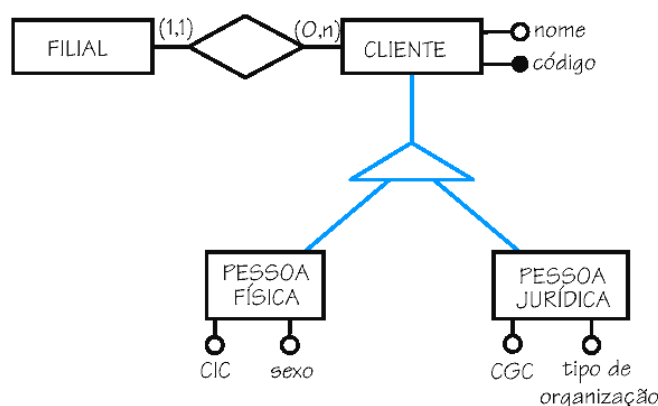 FILIAL (1,1) (0,n) CLIENTE nome
código
PESSOA
FÍSICA
PESSOA
JURÍDICA
CIC sexo
CGC tipo de
organização